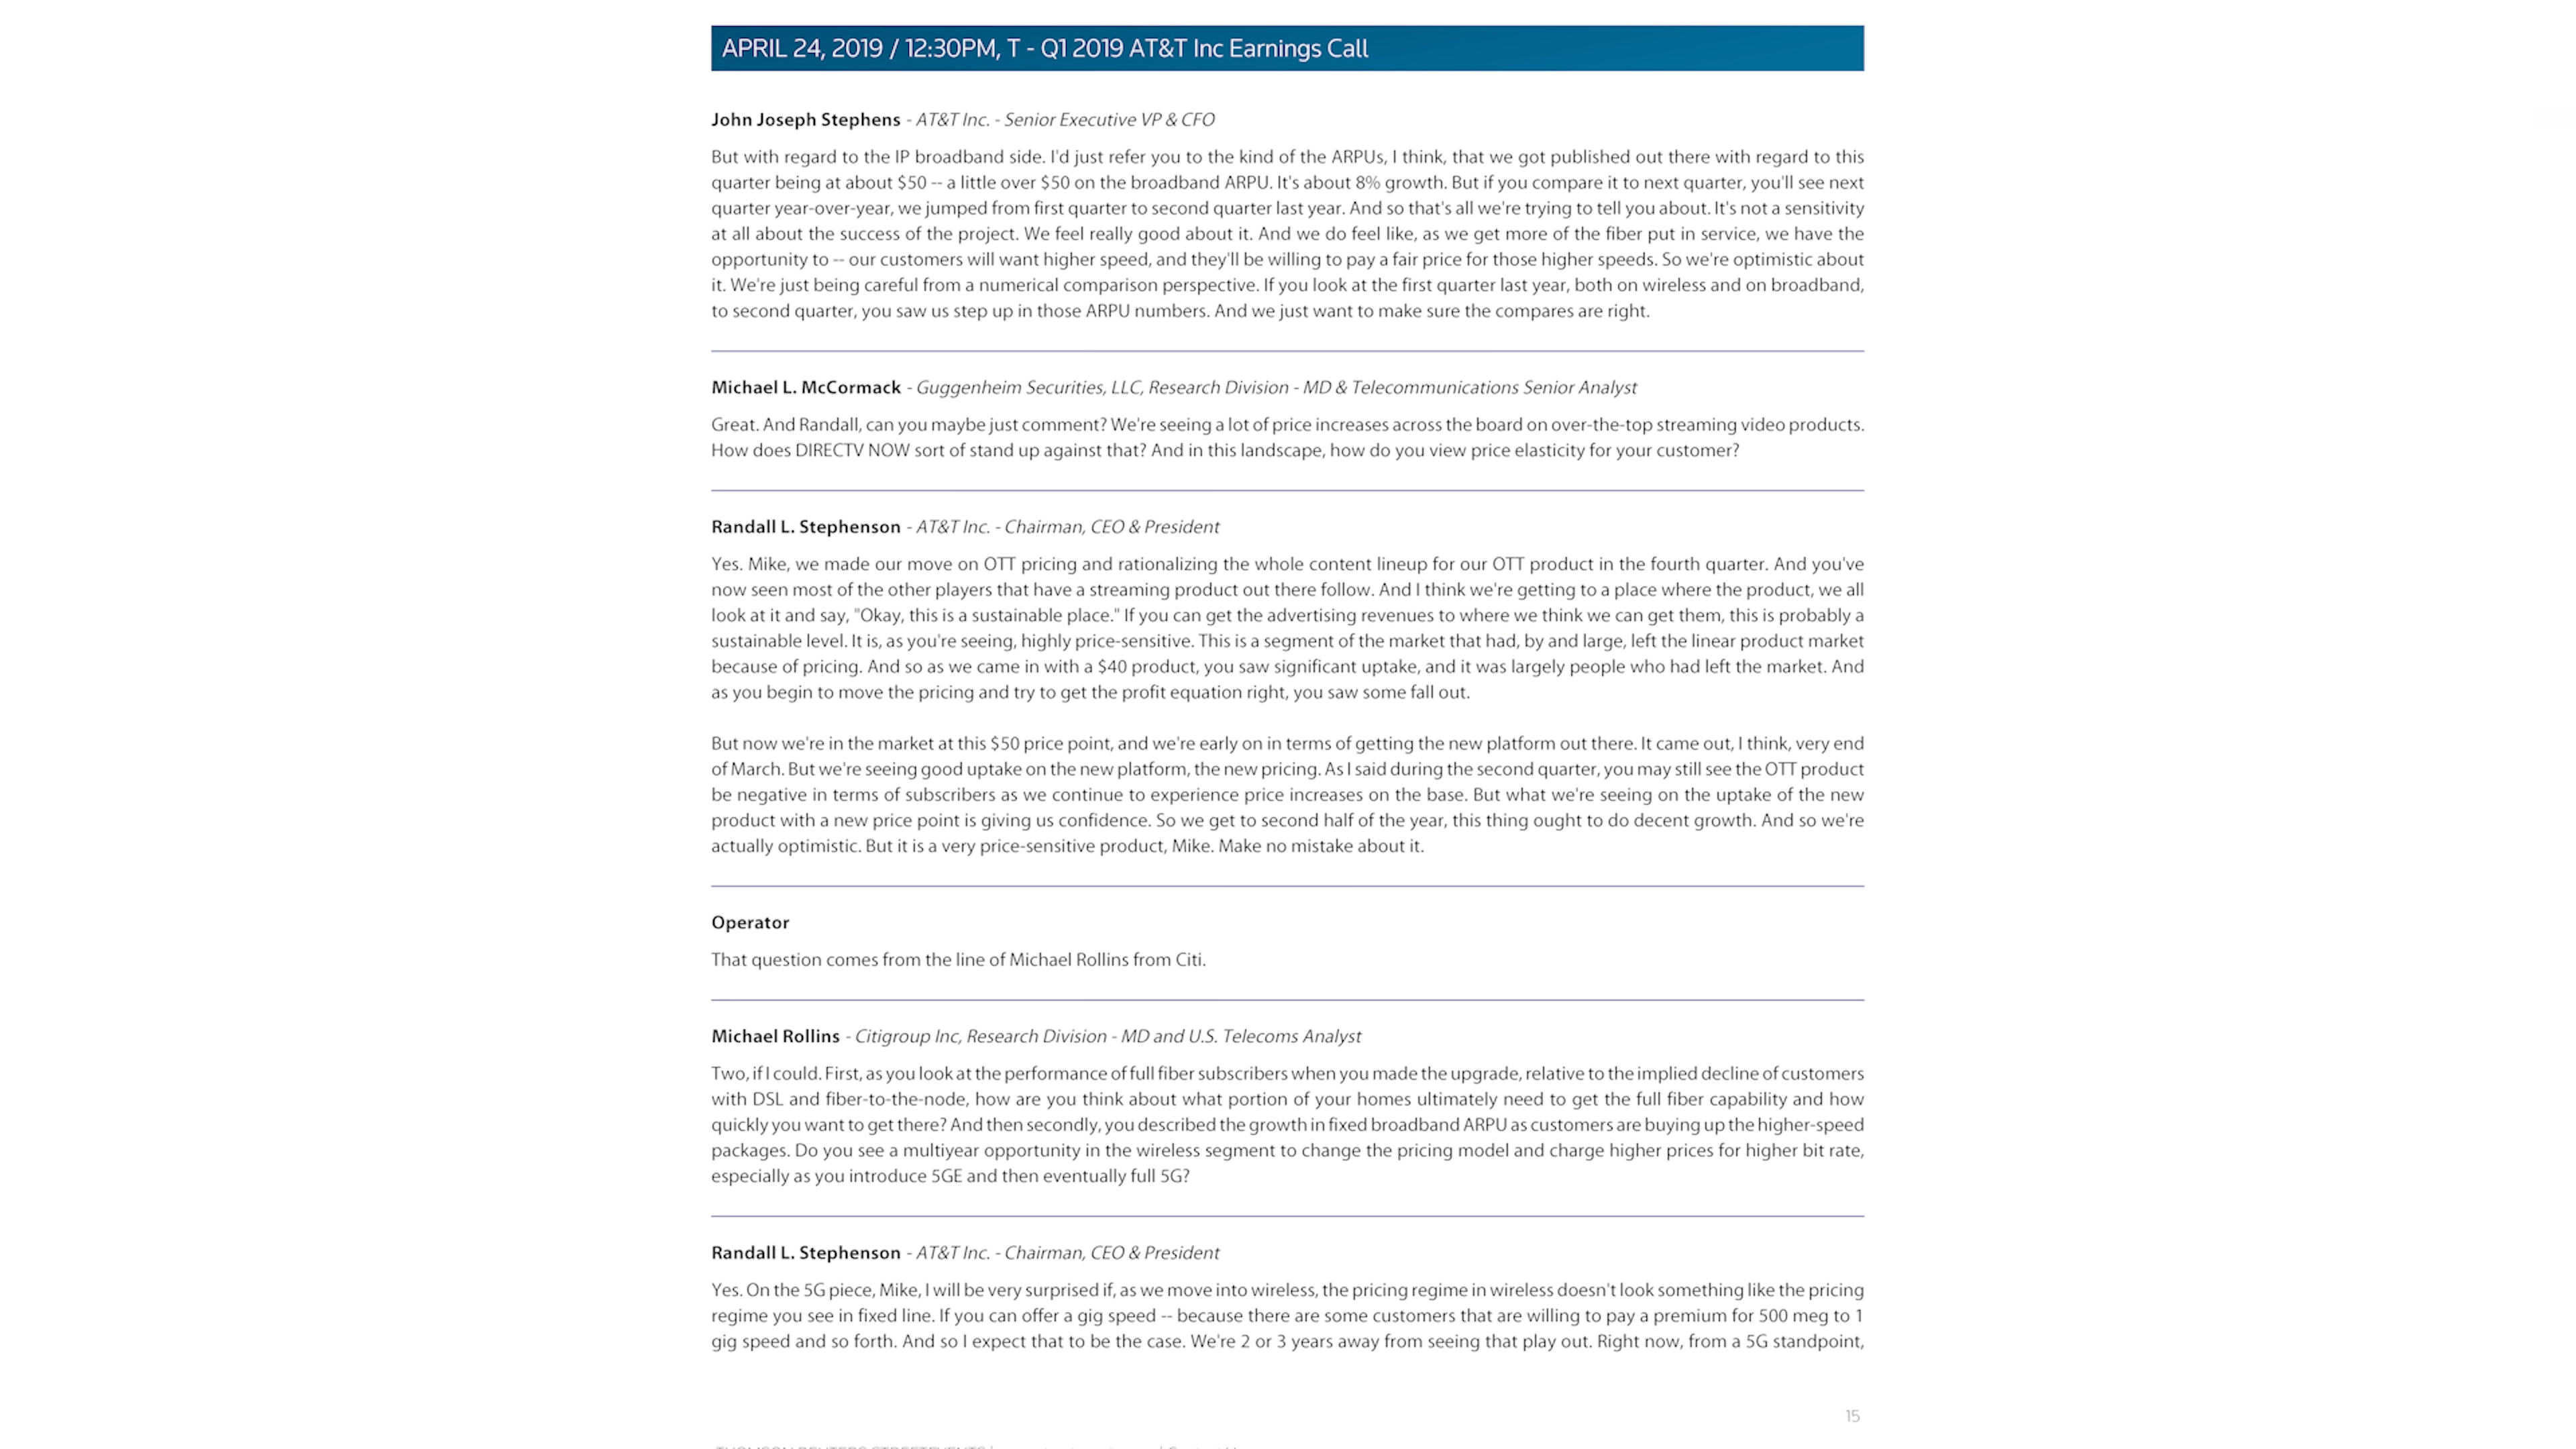 APRIL 24, 2019 / 12:30PM, T - Q1 2019 AT&T Inc Earnings Call
John Joseph Stephens - AT&T Inc. - Senior Executive VP & CFO
But with regard to the IP broadband side. I'd just refer you to the kind of the ARPUs, I think, that we got published out there with regard to this
quarter being at about $50 -- a little over $50 on the broadband ARPU. It's about 8% growth. But if you compare it to next quarter, you'll see next
quarter year-over-year, we jumped from first quarter to second quarter last year. And so that's all we're trying to tell you about. It's not a sensitivity
at all about the success of the project. We feel really good about it. And we do feel like, as we get more of the fiber put in service, we have the
opportunity to -- our customers will want higher speed, and they'll be willing to pay a fair price for those higher speeds. So we're optimistic about
it. We're just being careful from a numerical comparison perspective. If you look at the first quarter last year, both on wireless and on broadband,
to second quarter, you saw us step up in those ARPU numbers. And we just want to make sure the compares are right.
Michael L. McCormack - Guggenheim Securities, LLC, Research Division - MD & Telecommunications Senior Analyst
Great. And Randall, can you maybe just comment? We're seeing a lot of price increases across the board on over-the-top streaming video products.
How does DIRECTV NOW sort of stand up against that? And in this landscape, how do you view price elasticity for your customer?
Randall L. Stephenson - AT&T Inc. - Chairman, CEO & President
Yes. Mike, we made our move on OTT pricing and rationalizing the whole content lineup for our OTT product in the fourth quarter. And you've
now seen most of the other players that have a streaming product out there follow. And I think we're getting to a place where the product, we all
look at it and say, "Okay, this is a sustainable place." If you can get the advertising revenues to where we think we can get them, this is probably a
sustainable level. It is, as you're seeing, highly price-sensitive. This is a segment of the market that had, by and large, left the linear product market
because of pricing. And so as we came in with a $40 product, you saw significant uptake, and it was largely people who had left the market. And
as you begin to move the pricing and try to get the profit equation right, you saw some fall out.
But now we're in the market at this $50 price point, and we're early on in terms of getting the new platform out there. It came out, I think, very end
of March. But we're seeing good uptake on the new platform, the new pricing. As I said during the second quarter, you may still see the OTT product
be negative in terms of subscribers as we continue to experience price increases on the base. But what we're seeing on the uptake of the new
product with a new price point is giving us confidence. So we get to second half of the year, this thing ought to do decent growth. And so we're
actually optimistic. But it is a very price-sensitive product, Mike. Make no mistake about it.
Operator
That question comes from the line of Michael Rollins from Citi.
Michael Rollins - Citigroup Inc, Research Division - MD and U.S. Telecoms Analyst
Two, if I could. First, as you look at the performance of full fiber subscribers when you made the upgrade, relative to the implied decline of customers
with DSL and fiber-to-the-node, how are you think about what portion of your homes ultimately need to get the full fiber capability and how
quickly you want to get there? And then secondly, you described the growth in fixed broadband ARPU as customers are buying up the higher-speed
packages. Do you see a multiyear opportunity in the wireless segment to change the pricing model and charge higher prices for higher bit rate,
especially as you introduce 5GE and then eventually full 5G?
Randall L. Stephenson - AT&T Inc. - Chairman, CEO & President
Yes. On the 5G piece, Mike, I will be very surprised if, as we move into wireless, the pricing regime in wireless doesn't look something like the pricing
regime you see in fixed line. If you can offer a gig speed -- because there are some customers that are willing to pay a premium for 500 meg to 1
gig speed and so forth. And so I expect that to be the case. We're 2 or 3 years away from seeing that play out. Right now, from a 5G standpoint,
15